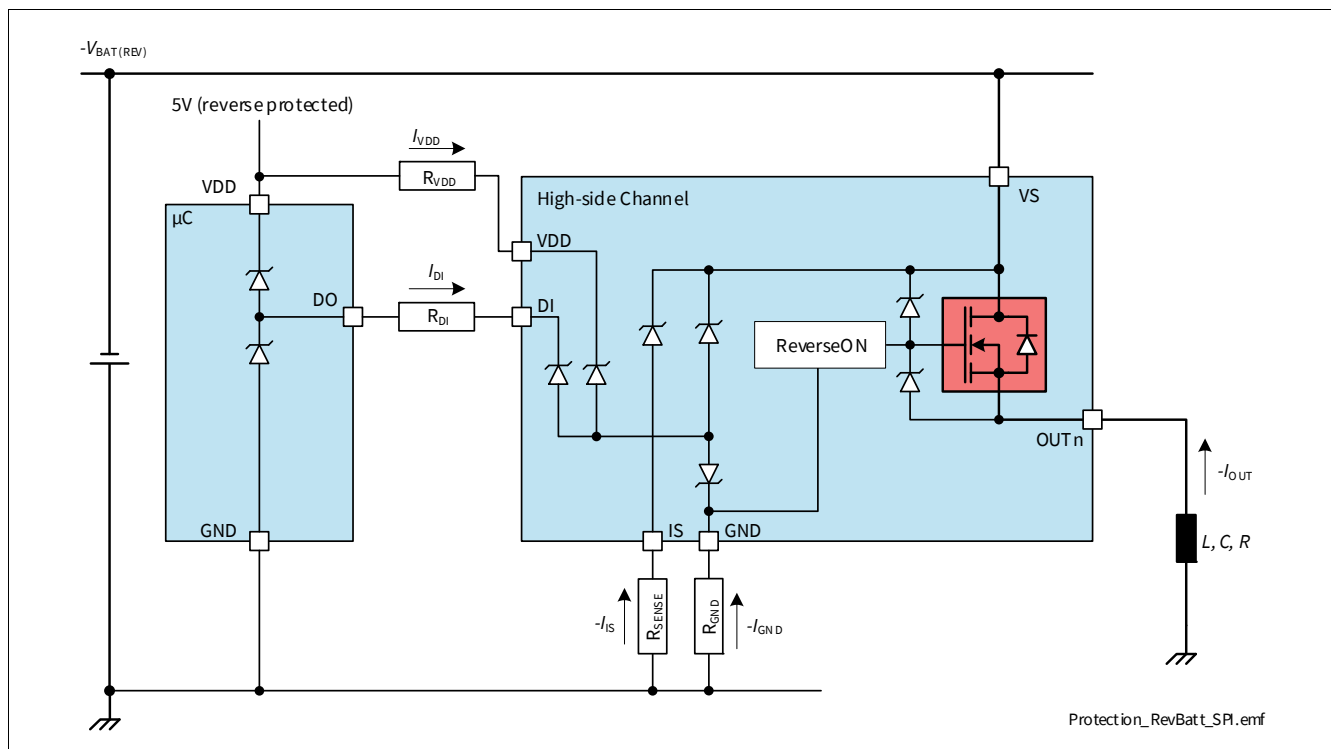 -VBAT(REV)
5V (reverse protected)
IVDD
RVDD
VDD
µC
High-side Channel
VS
VDD
IDI
DO
RDI
DI
ReverseON
OUTn
-IOUT
GND
IS
GND
L, C, R
-IIS
RSENSE
RGND
-IGND
Protection_RevBatt_SPI.emf